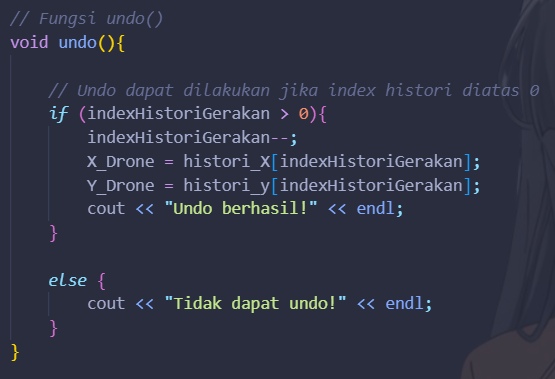 // Fungsi undo()
void undo(){
// Undo dapat dilakukan jika index histori diatas 0
if (indexHistoriGerakan > 0){
indexHistoriGerakan--;
X_Drone = histori_X[indexHistoriGerakan];
Y_Drone = histori_y[indexHistoriGerakan];
cout << "Undo berhasil!" << endl;
}
else {
cout << "Tidak dapat undo!" << endl;
}
}